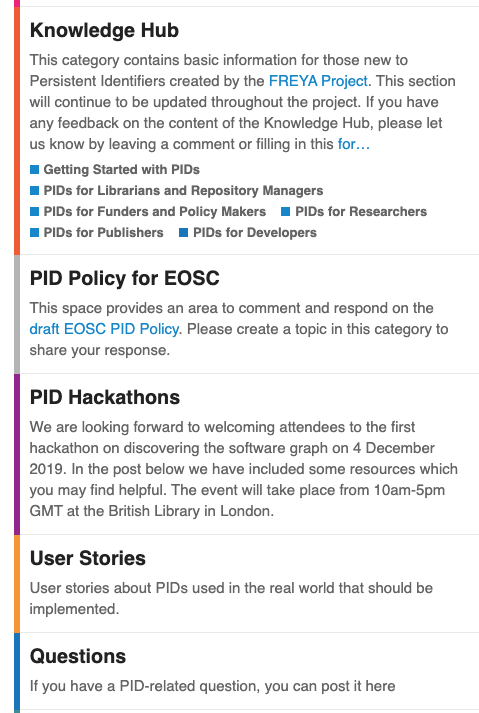 Knowledge Hub
This category contains basic information for those new to
Persistent Identifiers created by the FREYA Project. This section
will continue to be updated throughout the project. If you have
any feedback on the content of the Knowledge Hub, please let
us know by leaving a comment or filling in this for…
Getting Started with PIDs
PIDs for Librarians and Repository Managers
PIDs for Funders and Policy Makers PIDs for Researchers
PIDs for Publishers PIDs for Developers
PID Policy for EOSC
This space provides an area to comment and respond on the
draft EOSC PID Policy. Please create a topic in this category to
share your response.
PID Hackathons
We are looking forward to welcoming attendees to the first
hackathon on discovering the software graph on 4 December
2019. In the post below we have included some resources which
you may find helpful. The event will take place from 10am-5pm
GMT at the British Library in London.
User Stories
User stories about PIDs used in the real world that should be
implemented.
Questions
If you have a PID-related question, you can post it here